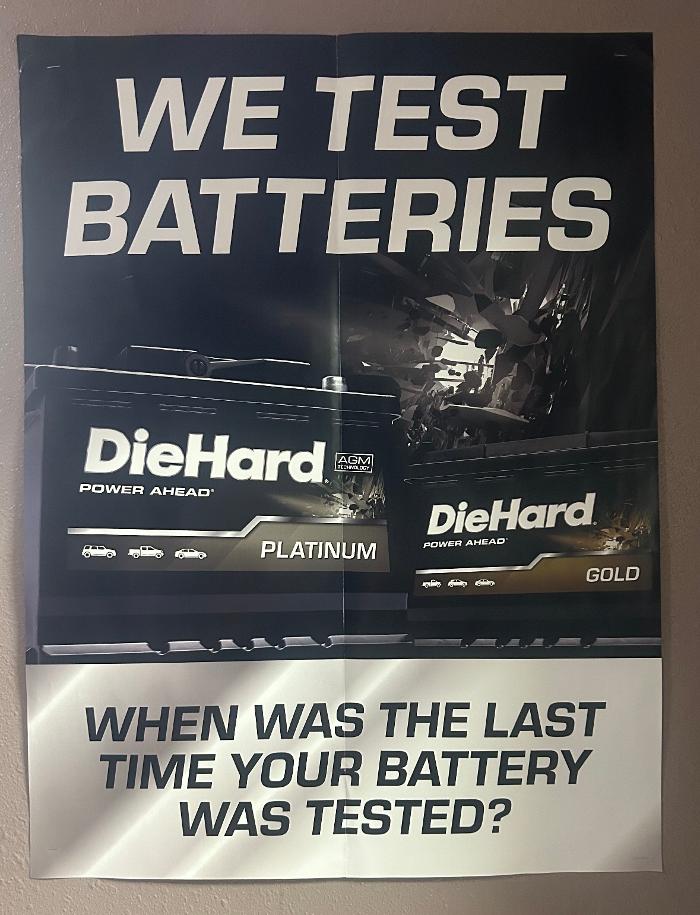 WE TEST
BATTERIES
DieHard
AGM
TECHNOLOGY
POWER AHEAD®
PLATINUM
DieHard
POWER AHEAD®
GOLD
WHEN WAS THE LAST
TIME YOUR BATTERY
WAS TESTED?